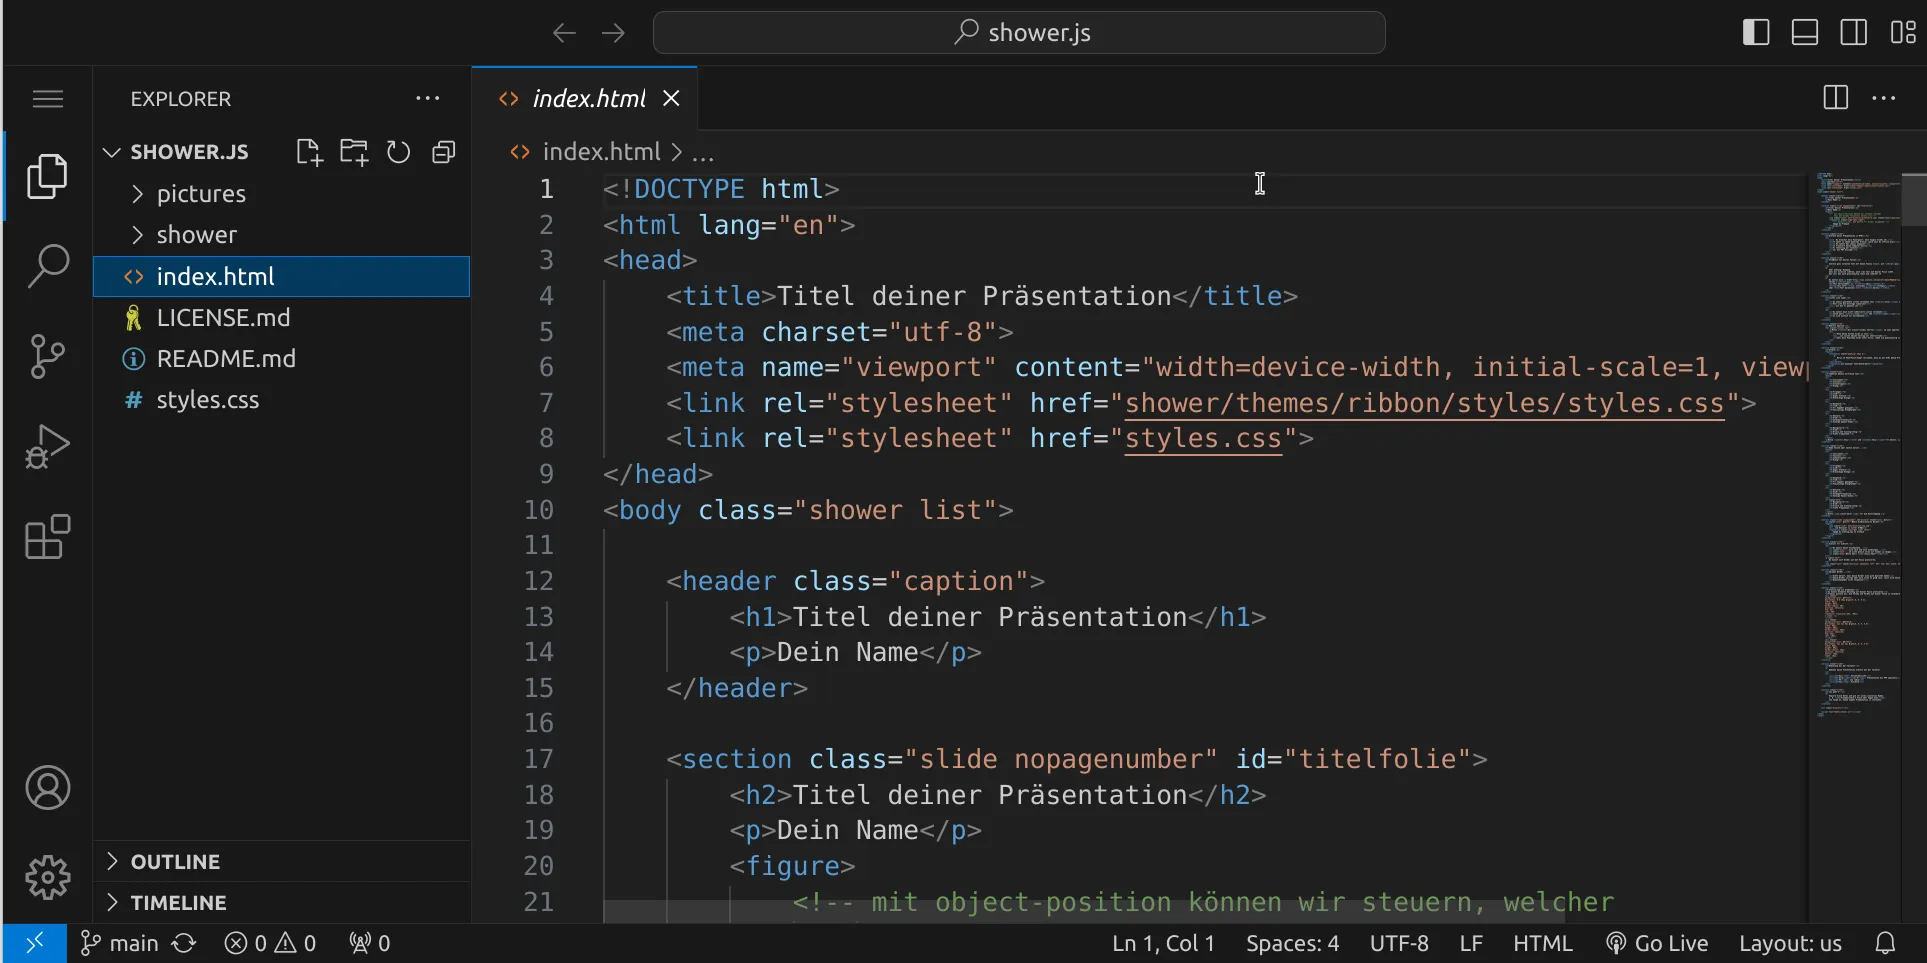 shower.js
EXPLORER
SHOWER.JS
pictures
shower
index.html
LICENSE.md
README.md
styles.css
OUTLINE
TIMELINE
index.html
index.html > ...
1 <!DOCTYPE html>
2 <html lang="en">
3 <head>
4 <title>Titel deiner Präsentation</title>
5 <meta charset="utf-8">
6 <meta name="viewport" content="width=device-width, initial-scale=1, view
7 <link rel="stylesheet" href="shower/themes/ribbon/styles/styles.css">
8 <link rel="stylesheet" href="styles.css">
9 </head>
10 <body class="shower list">
11
12 <header class="caption">
13 <h1>Titel deiner Präsentation</h1>
14 <p>Dein Name</p>
15 </header>
16
17 <section class="slide nopagenumber" id="titelfolie">
18 <h2>Titel deiner Präsentation</h2>
19 <p>Dein Name</p>
20 <figure>
21 <!-- mit object-position können wir steuern, welcher
main 0 0 0 Ln 1, Col 1 Spaces: 4 UTF-8 LF HTML Go Live Layout: us